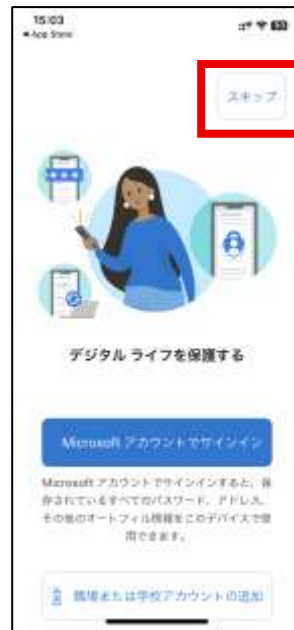 15:03
◀ App Store
スキップ
デジタル ライフを保護する
Microsoft アカウントでサインイン
Microsoft アカウントでサインインすると、保
存されているすべてのパスワード、アドレス、
その他のオートフィル情報をこのデバイスで使
用できます。
職場または学校アカウントの追加